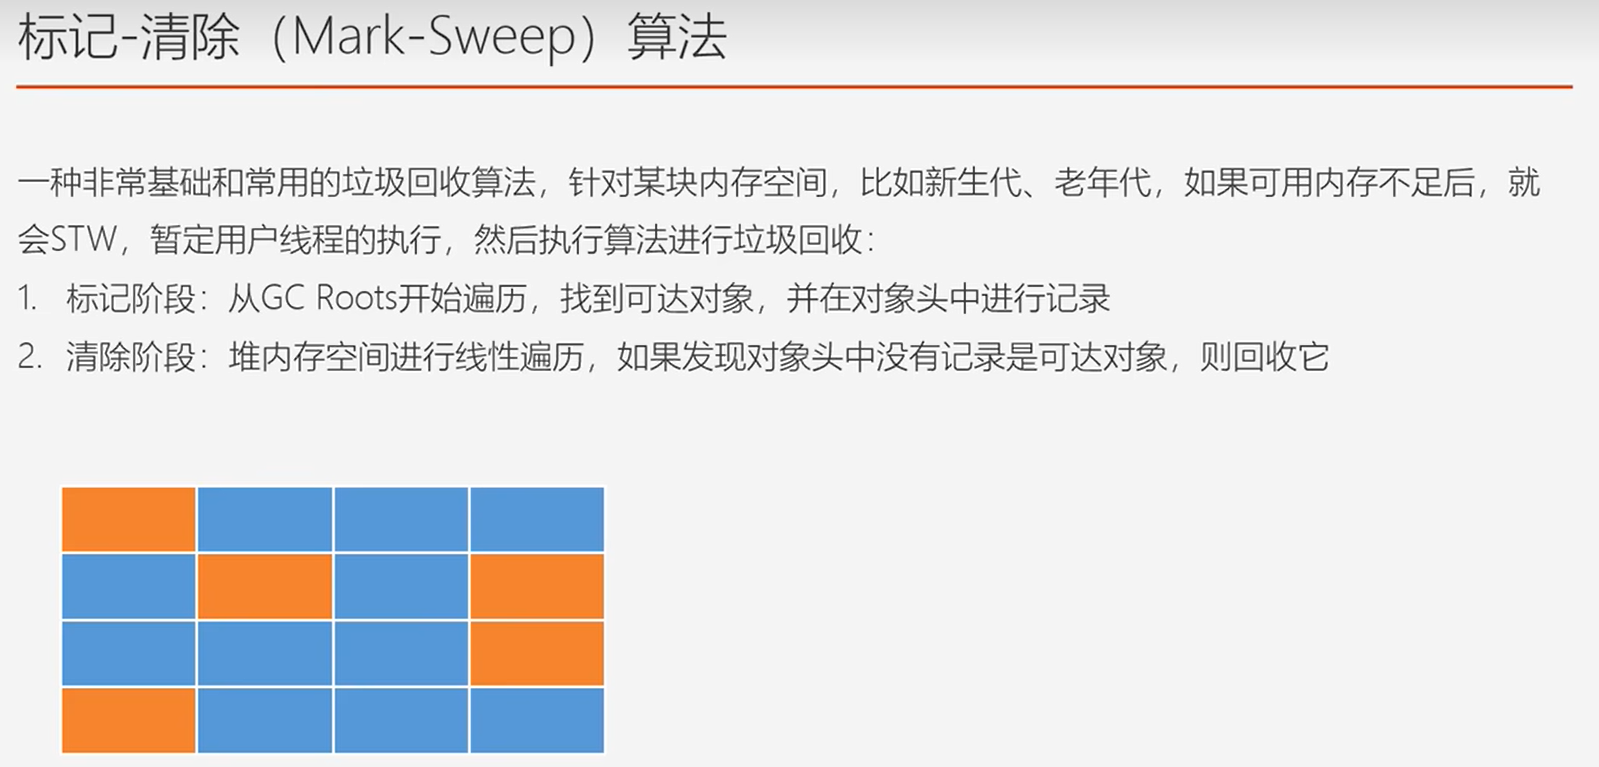 标记-清除（Mark-Sweep）算法
一种非常基础和常用的垃圾回收算法，针对某块内存空间，比如新生代、老年代，如果可用内存不足后，就
会STW，暂定用户线程的执行，然后执行算法进行垃圾回收：
1. 标记阶段：从GC Roots开始遍历，找到可达对象，并在对象头中进行记录
2. 清除阶段：堆内存空间进行线性遍历，如果发现对象头中没有记录是可达对象，则回收它